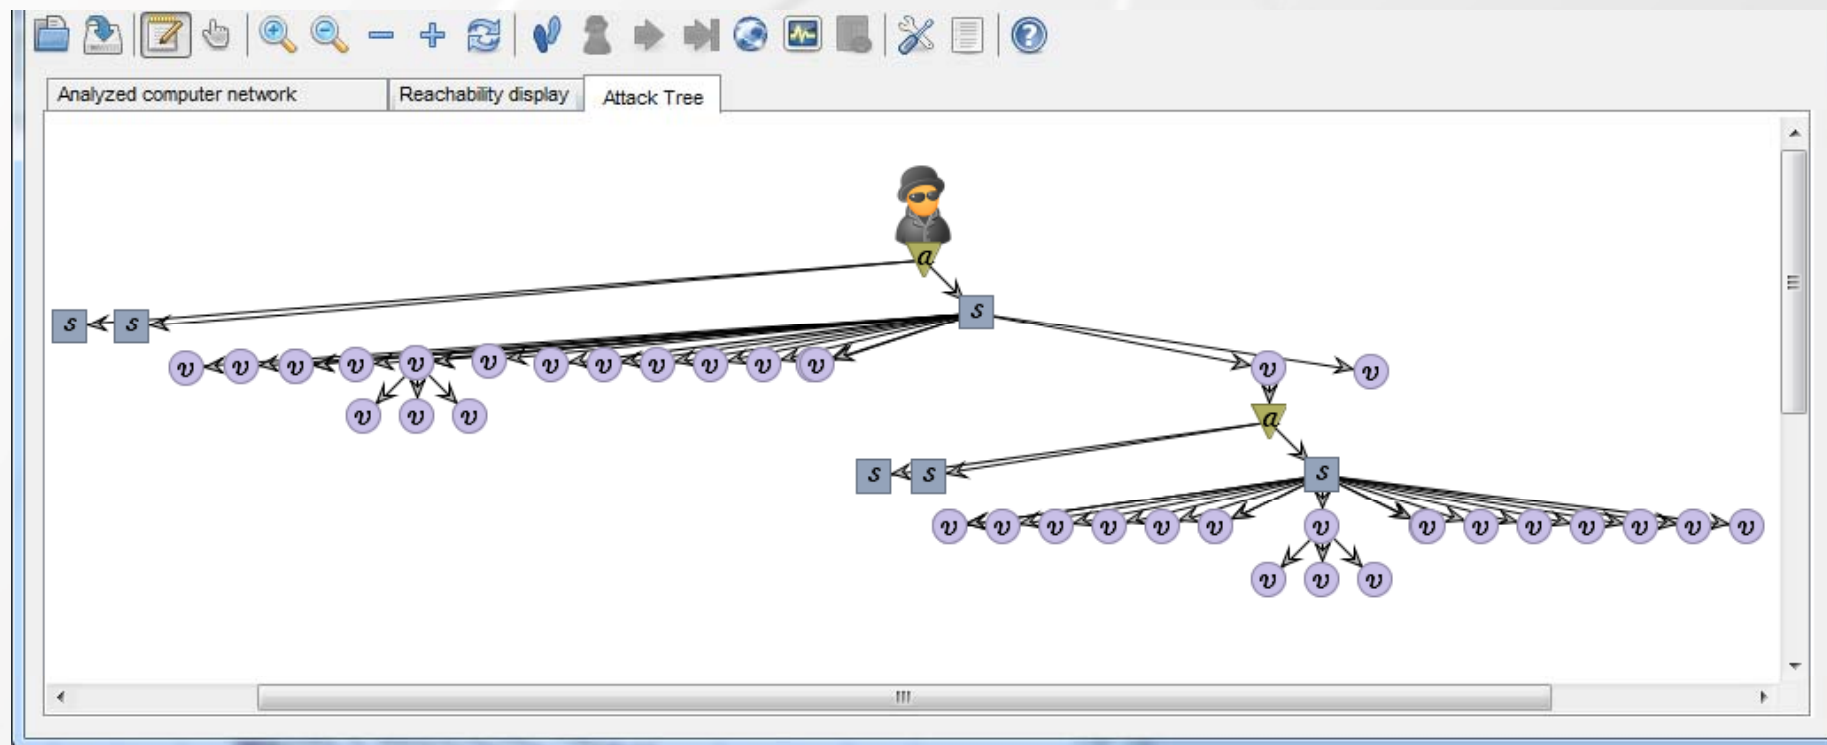 Analyzed computer network Reachability display Attack Tree
a
s s s
v v v v v v v v v v v v v v
v v v a
s s s
v v v v v v v v v v v v v v
v v v